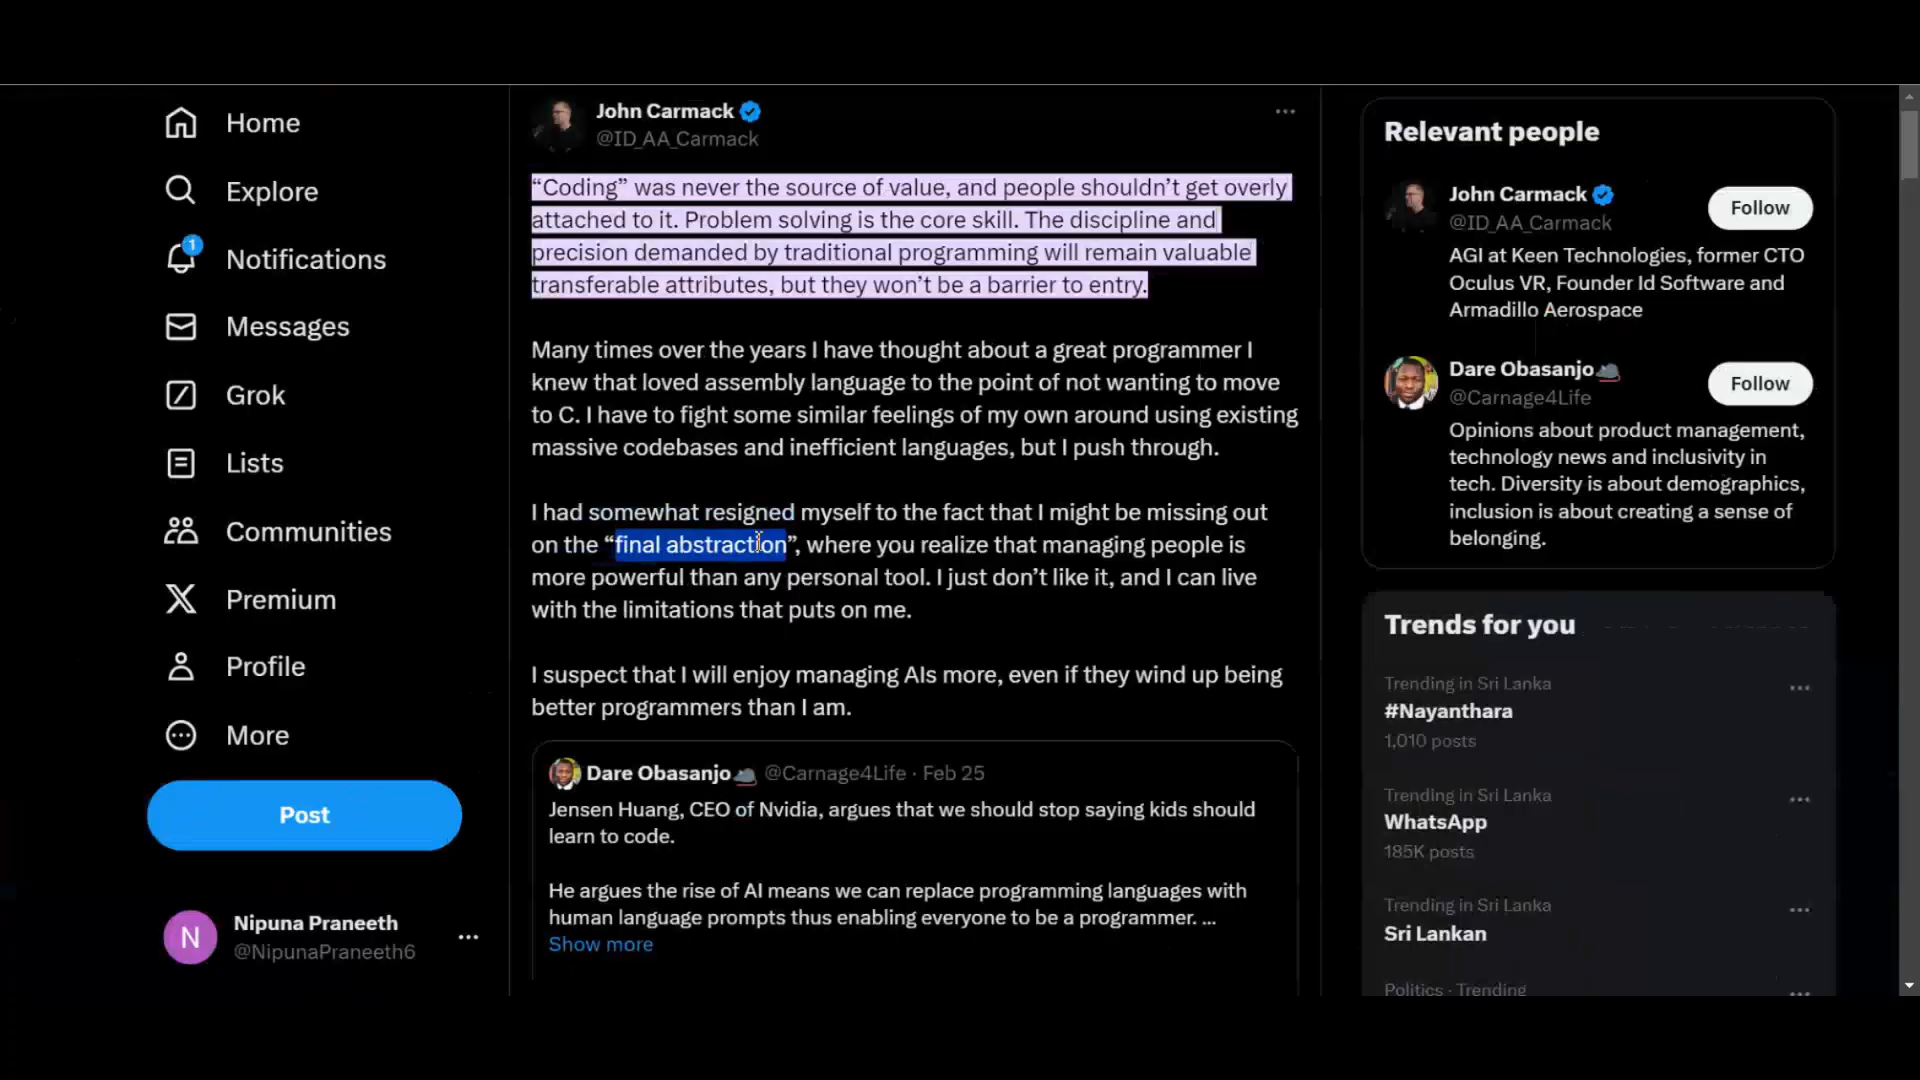 Home
Explore
1
Notifications
Messages
Grok
Lists
Communities
Premium
Profile
More
Post
N
Nipuna Praneeth
@NipunaPraneeth6
John Carmack
@ID_AA_Carmack
“Coding” was never the source of value, and people shouldn’t get overly
attached to it. Problem solving is the core skill. The discipline and
precision demanded by traditional programming will remain valuable
transferable attributes, but they won’t be a barrier to entry.
Many times over the years I have thought about a great programmer I
knew that loved assembly language to the point of not wanting to move
to C. I have to fight some similar feelings of my own around using existing
massive codebases and inefficient languages, but I push through.
I had somewhat resigned myself to the fact that I might be missing out
on the “final abstraction”, where you realize that managing people is
more powerful than any personal tool. I just don’t like it, and I can live
with the limitations that puts on me.
I suspect that I will enjoy managing AIs more, even if they wind up being
better programmers than I am.
Dare Obasanjo @Carnage4Life · Feb 25
Jensen Huang, CEO of Nvidia, argues that we should stop saying kids should
learn to code.
He argues the rise of AI means we can replace programming languages with
human language prompts thus enabling everyone to be a programmer. ...
Show more
Relevant people
John Carmack
@ID_AA_Carmack
Follow
AGI at Keen Technologies, former CTO
Oculus VR, Founder Id Software and
Armadillo Aerospace
Dare Obasanjo
@Carnage4Life
Follow
Opinions about product management,
technology news and inclusivity in
tech. Diversity is about demographics,
inclusion is about creating a sense of
belonging.
Trends for you
Trending in Sri Lanka
#Nayanthara
1,010 posts
Trending in Sri Lanka
WhatsApp
185K posts
Trending in Sri Lanka
Sri Lankan
Politics · Trending